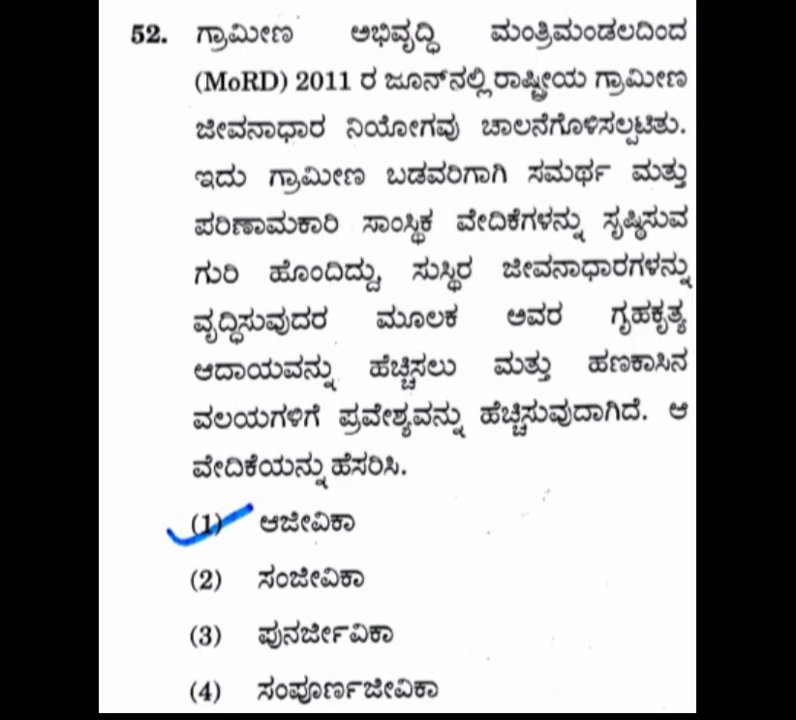 52. ಗ್ರಾಮೀಣ ಅಭಿವೃದ್ಧಿ ಮಂತ್ರಿಮಂಡಲದಿಂದ
(MoRD) 2011 ರ ಜೂನ್‌ನಲ್ಲಿ ರಾಷ್ಟ್ರೀಯ ಗ್ರಾಮೀಣ
ಜೀವನಾಧಾರ ನಿಯೋಗವು ಚಾಲನೆಗೊಳಿಸಲ್ಪಟಿತು.
ಇದು ಗ್ರಾಮೀಣ ಬಡವರಿಗಾಗಿ ಸಮರ್ಥ ಮತ್ತು
ಪರಿಣಾಮಕಾರಿ ಸಾಂಸ್ಥಿಕ ವೇದಿಕೆಗಳನ್ನು ಸೃಷ್ಠಿಸುವ
ಗುರಿ ಹೊಂದಿದ್ದು, ಸುಸ್ಥಿರ ಜೀವನಾಧಾರಗಳನ್ನು
ವೃದ್ಧಿಸುವುದರ ಮೂಲಕ ಅವರ ಗೃಹಕೃತ್ಯ
ಆದಾಯವನ್ನು ಹೆಚ್ಚಿಸಲು ಮತ್ತು ಹಣಕಾಸಿನ
ವಲಯಗಳಿಗೆ ಪ್ರವೇಶ್ಯವನ್ನು ಹೆಚ್ಚಿಸುವುದಾಗಿದೆ. ಆ
ವೇದಿಕೆಯನ್ನು ಹೆಸರಿಸಿ.
(1) ಆಜೀವಿಕಾ
(2) ಸಂಜೀವಿಕಾ
(3) ಪುನರ್ಜೀವಿಕಾ
(4) ಸಂಪೂರ್ಣಜೀವಿಕಾ